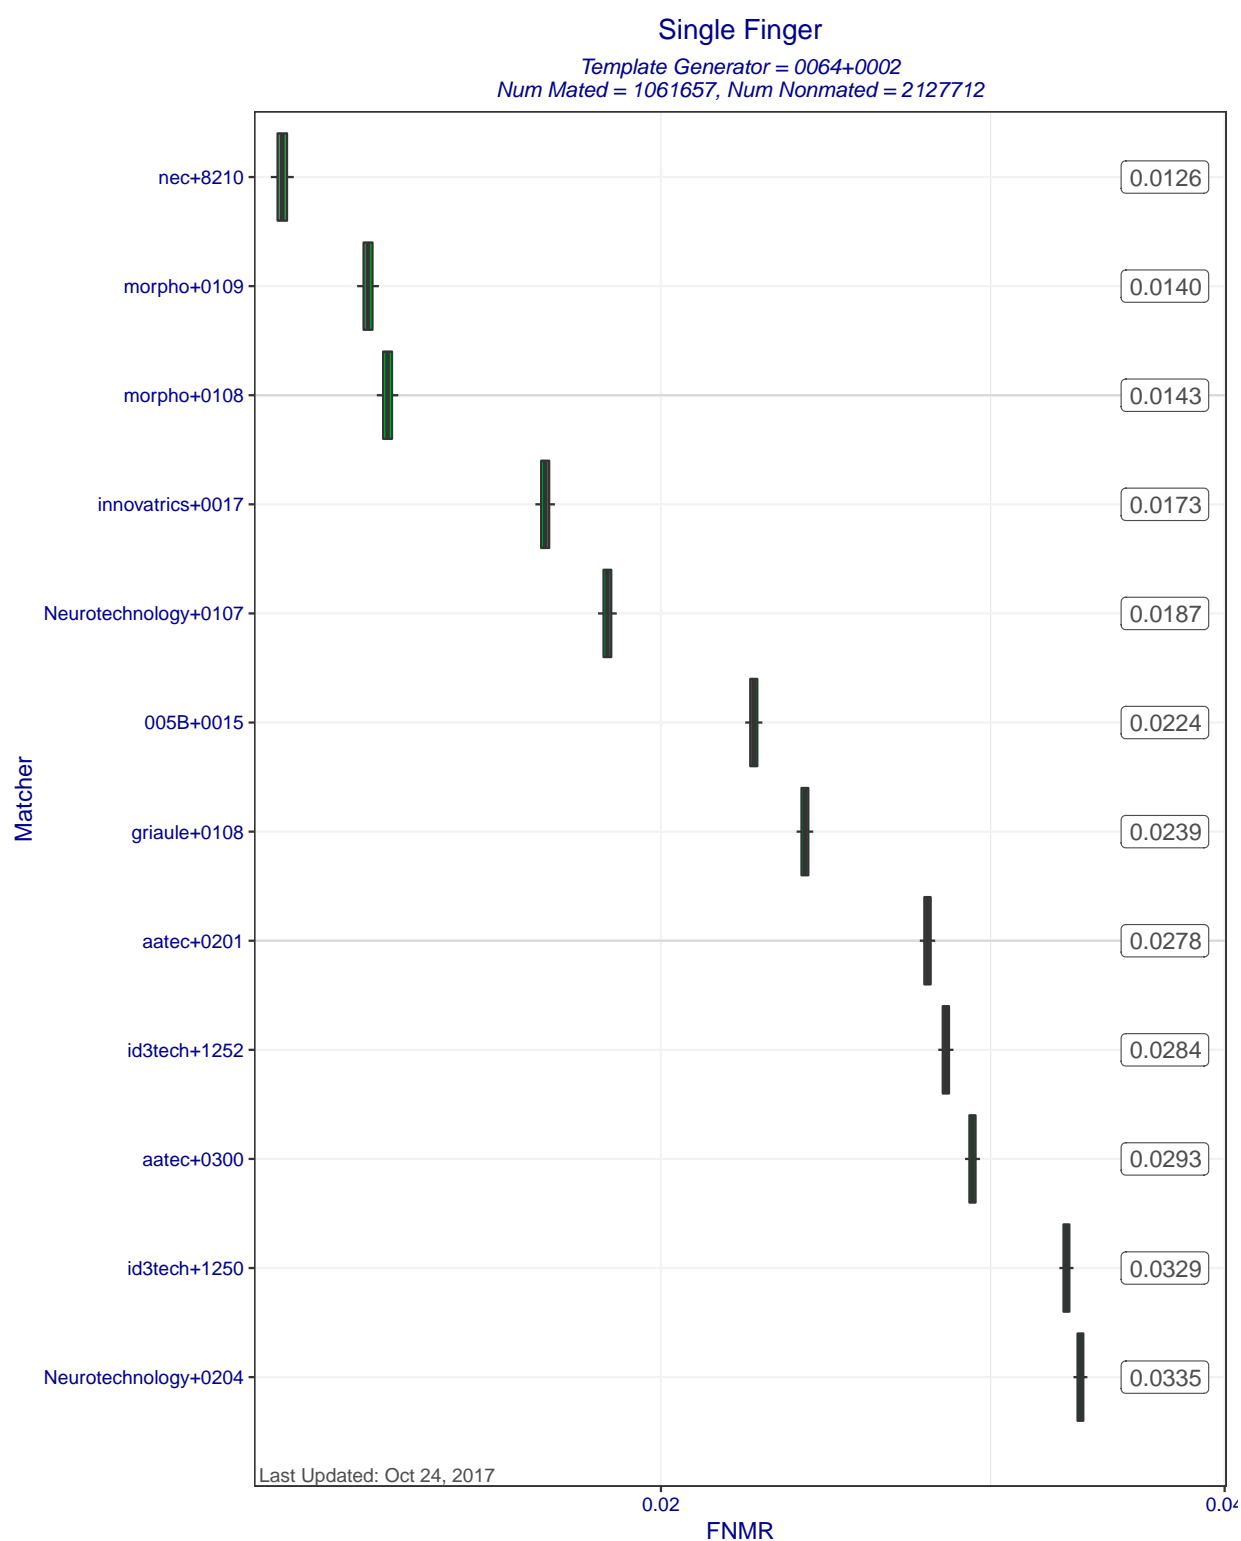 Single Finger
Template Generator = 0064+0002
Num Mated = 1061657, Num Nonmated = 2127712
nec+8210 0.0126
morpho+0109 0.0140
morpho+0108 0.0143
innovatrics+0017 0.0173
Neurotechnology+0107 0.0187
005B+0015 0.0224
griaule+0108 0.0239
aatec+0201 0.0278
id3tech+1252 0.0284
aatec+0300 0.0293
id3tech+1250 0.0329
Neurotechnology+0204 0.0335
Matcher
Last Updated: Oct 24, 2017
0.02 0.04
FNMR